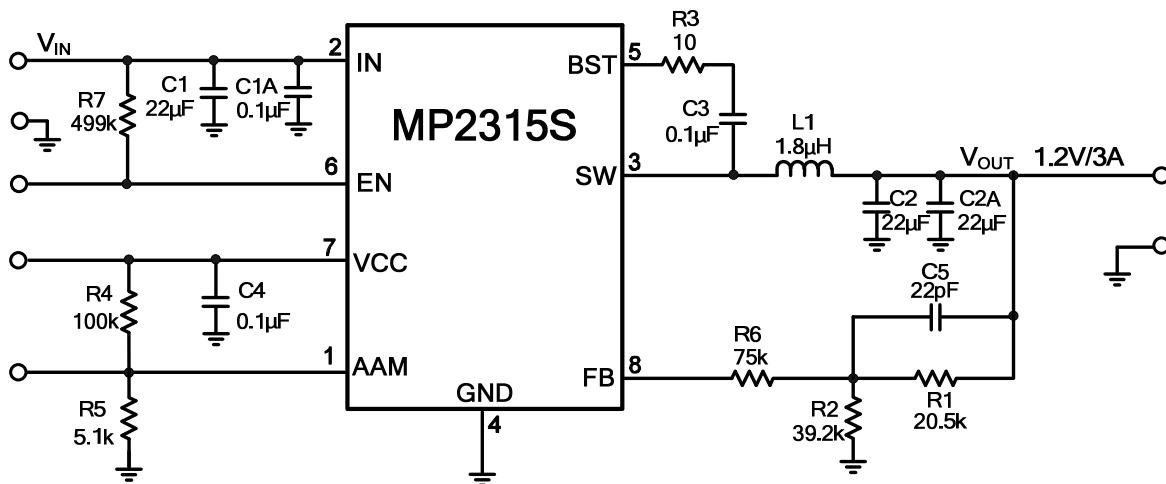 VIN
2
IN
R7
499k
C1
22µF
C1A
0.1µF
6
EN
7
VCC
R4
100k
C4
0.1µF
1
AAM
R5
5.1k
MP2315S
GND
4
5
BST
R3
10
C3
0.1µF
3
SW
L1
1.8µH
VOUT 1.2V/3A
C2
22µF
C2A
22µF
C5
22pF
8
FB
R6
75k
R2
39.2k
R1
20.5k